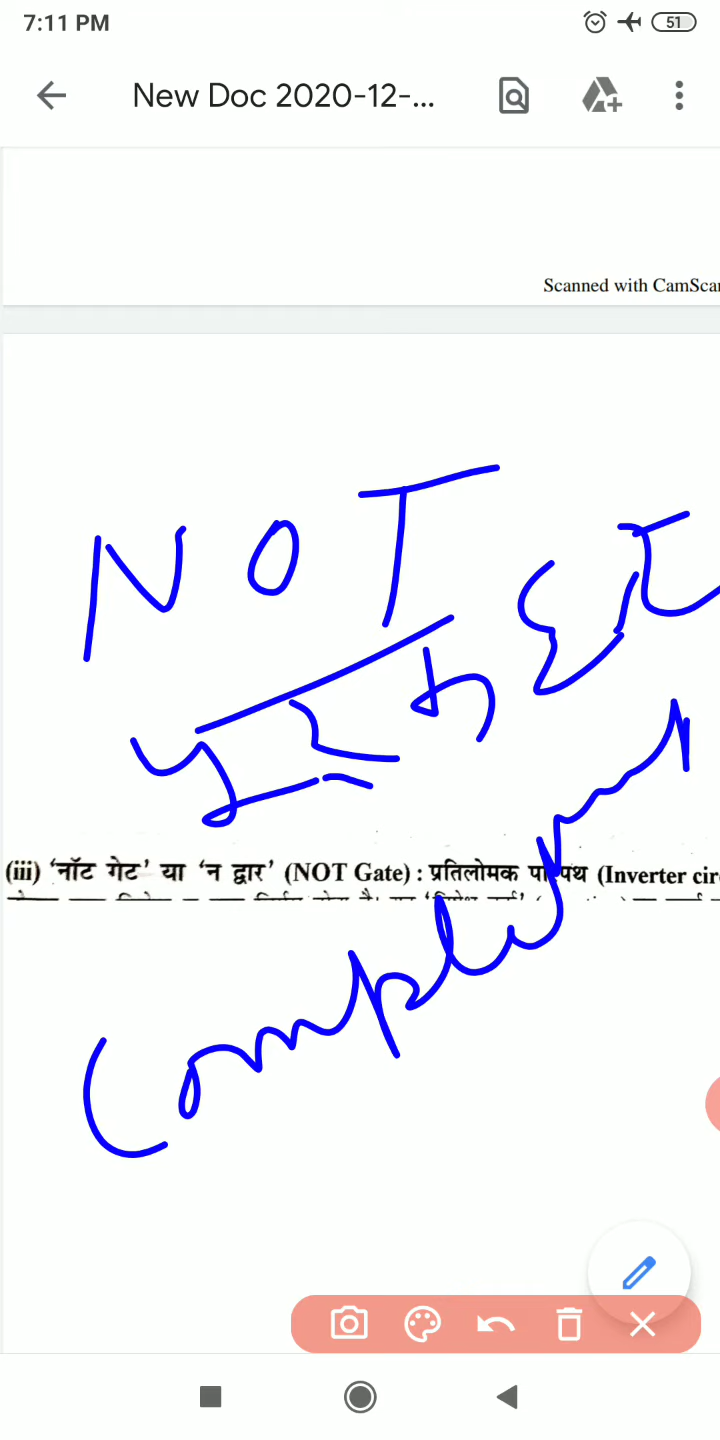 7:11 PM
51
New Doc 2020-12-...
Scanned with CamScan
NOT
पूरक
(iii) 'नॉट गेट' या 'न द्वार' (NOT Gate) : प्रतिलोमक परिपथ (Inverter cir
Complement